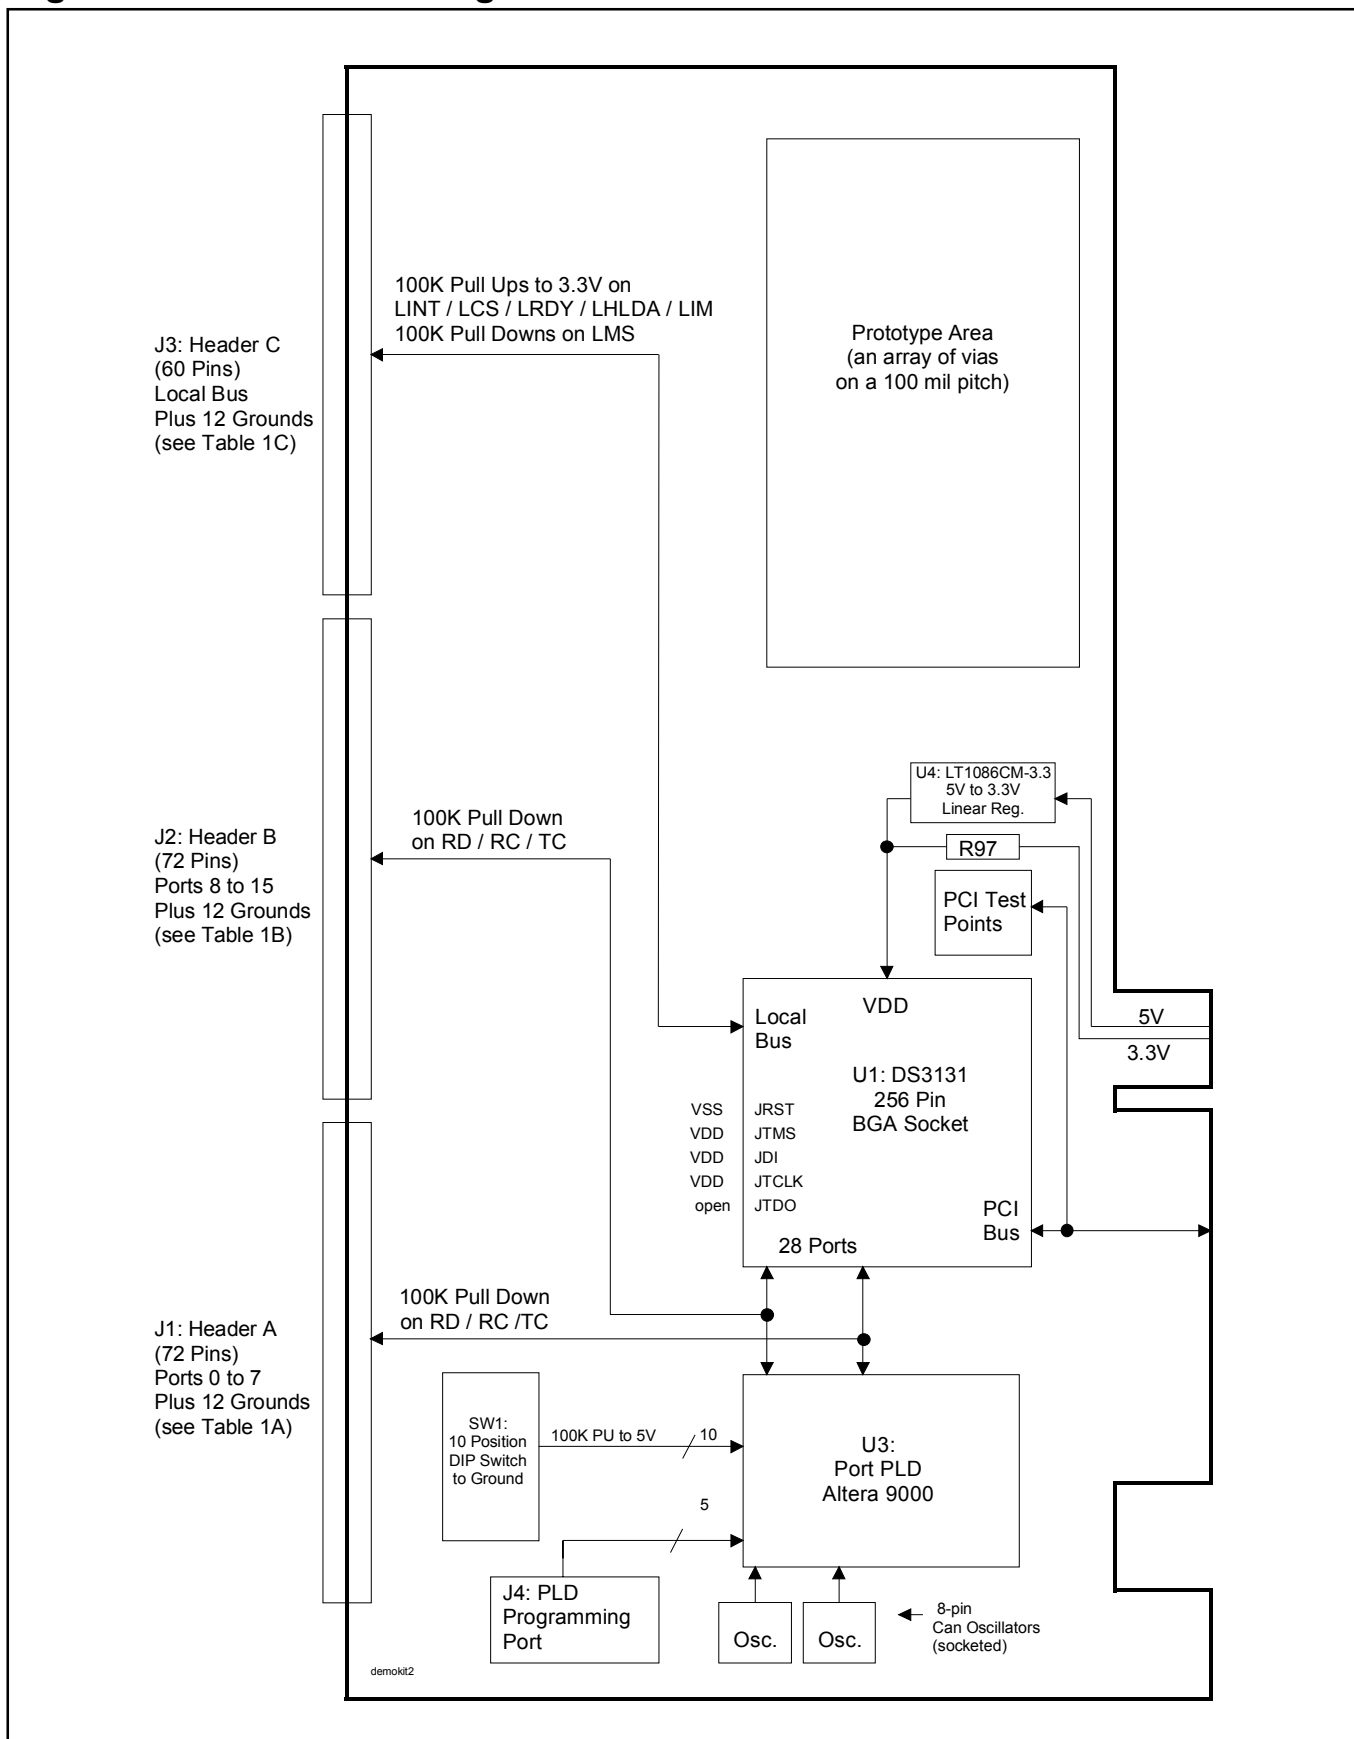 100K Pull Ups to 3.3V on
LINT / LCS / LRDY / LHLDA / LIM
100K Pull Downs on LMS
J3: Header C
(60 Pins)
Local Bus
Plus 12 Grounds
(see Table 1C)
Prototype Area
(an array of vias
on a 100 mil pitch)
U4: LT1086CM-3.3
5V to 3.3V
Linear Reg.
R97
PCI Test
Points
100K Pull Down
on RD / RC / TC
J2: Header B
(72 Pins)
Ports 8 to 15
Plus 12 Grounds
(see Table 1B)
VDD
Local
Bus
5V
3.3V
U1: DS3131
256 Pin
BGA Socket
VSS JRST
VDD JTMS
VDD JDI
VDD JTCLK
open JTDO
PCI
Bus
28 Ports
100K Pull Down
on RD / RC /TC
J1: Header A
(72 Pins)
Ports 0 to 7
Plus 12 Grounds
(see Table 1A)
SW1:
10 Position
DIP Switch
to Ground
100K PU to 5V
10
U3:
Port PLD
Altera 9000
5
J4: PLD
Programming
Port
Osc.
Osc.
8-pin
Can Oscillators
(socketed)
demokit2